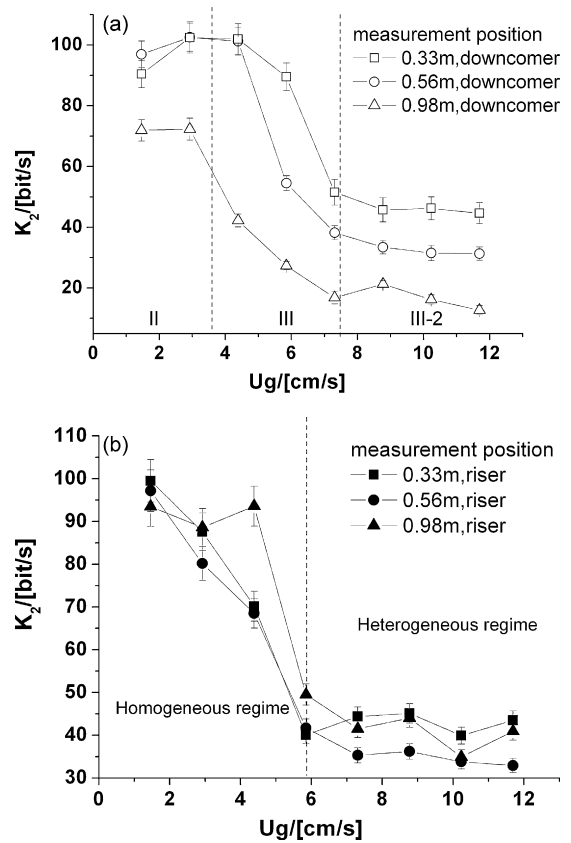 (a)
measurement position
0.33m,downcomer
0.56m,downcomer
0.98m,downcomer
K2/[bit/s]
100
80
60
40
20
II III III-2
0 2 4 6 8 10 12
Ug/[cm/s]
(b)
measurement position
0.33m,riser
0.56m,riser
0.98m,riser
K2/[bit/s]
110
100
90
80
70
60
50
40
30
Heterogeneous regime
Homogeneous regime
0 2 4 6 8 10 12
Ug/[cm/s]